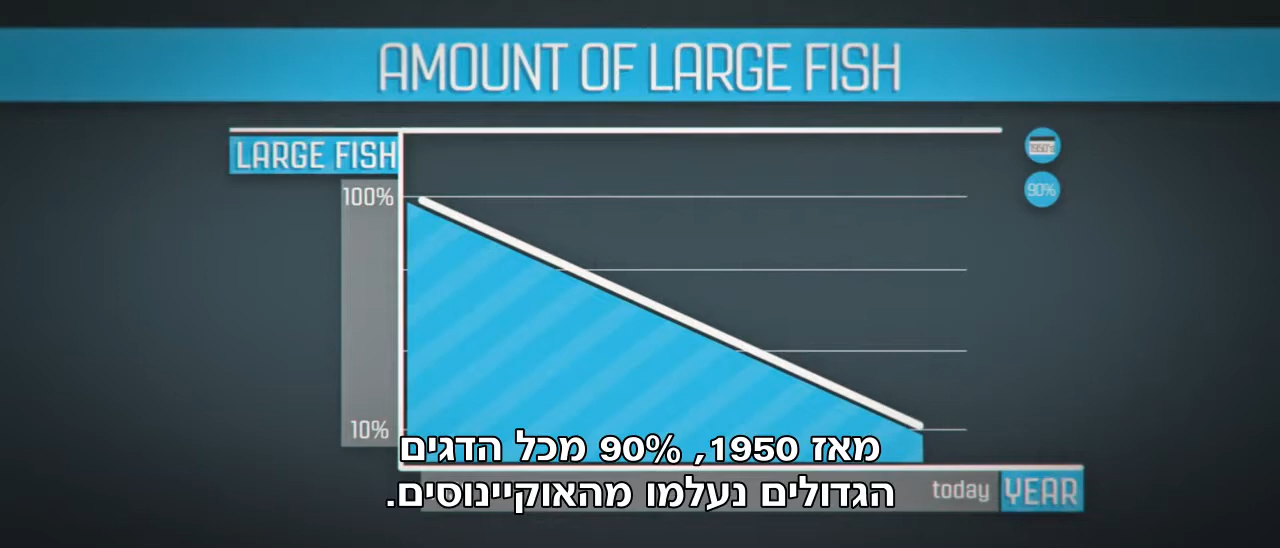 AMOUNT OF LARGE FISH
LARGE FISH
1950's
100%
90%
10%
מאז 1950, 90% מכל הדגים
הגדולים נעלמו מהאוקיינוסים.
today
YEAR